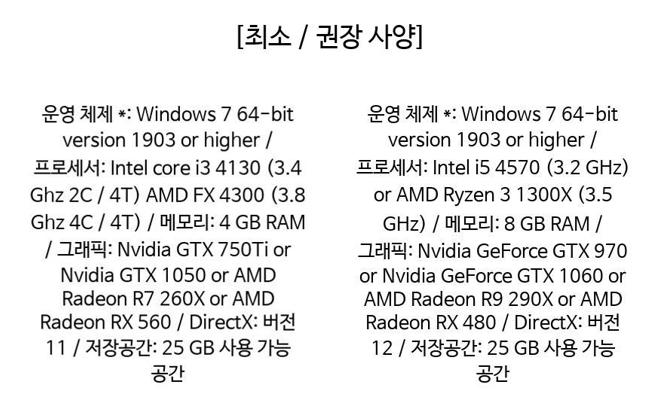 [최소 / 권장 사양]
운영 체제 *: Windows 7 64-bit
version 1903 or higher /
프로세서: Intel core i3 4130 (3.4
Ghz 2C / 4T) AMD FX 4300 (3.8
Ghz 4C / 4T) / 메모리: 4 GB RAM
/ 그래픽: Nvidia GTX 750Ti or
Nvidia GTX 1050 or AMD
Radeon R7 260X or AMD
Radeon RX 560 / DirectX: 버전
11 / 저장공간: 25 GB 사용 가능
공간
운영 체제 *: Windows 7 64-bit
version 1903 or higher /
프로세서: Intel i5 4570 (3.2 GHz)
or AMD Ryzen 3 1300X (3.5
GHz) / 메모리: 8 GB RAM /
그래픽: Nvidia GeForce GTX 970
or Nvidia GeForce GTX 1060 or
AMD Radeon R9 290X or AMD
Radeon RX 480 / DirectX: 버전
12 / 저장공간: 25 GB 사용 가능
공간